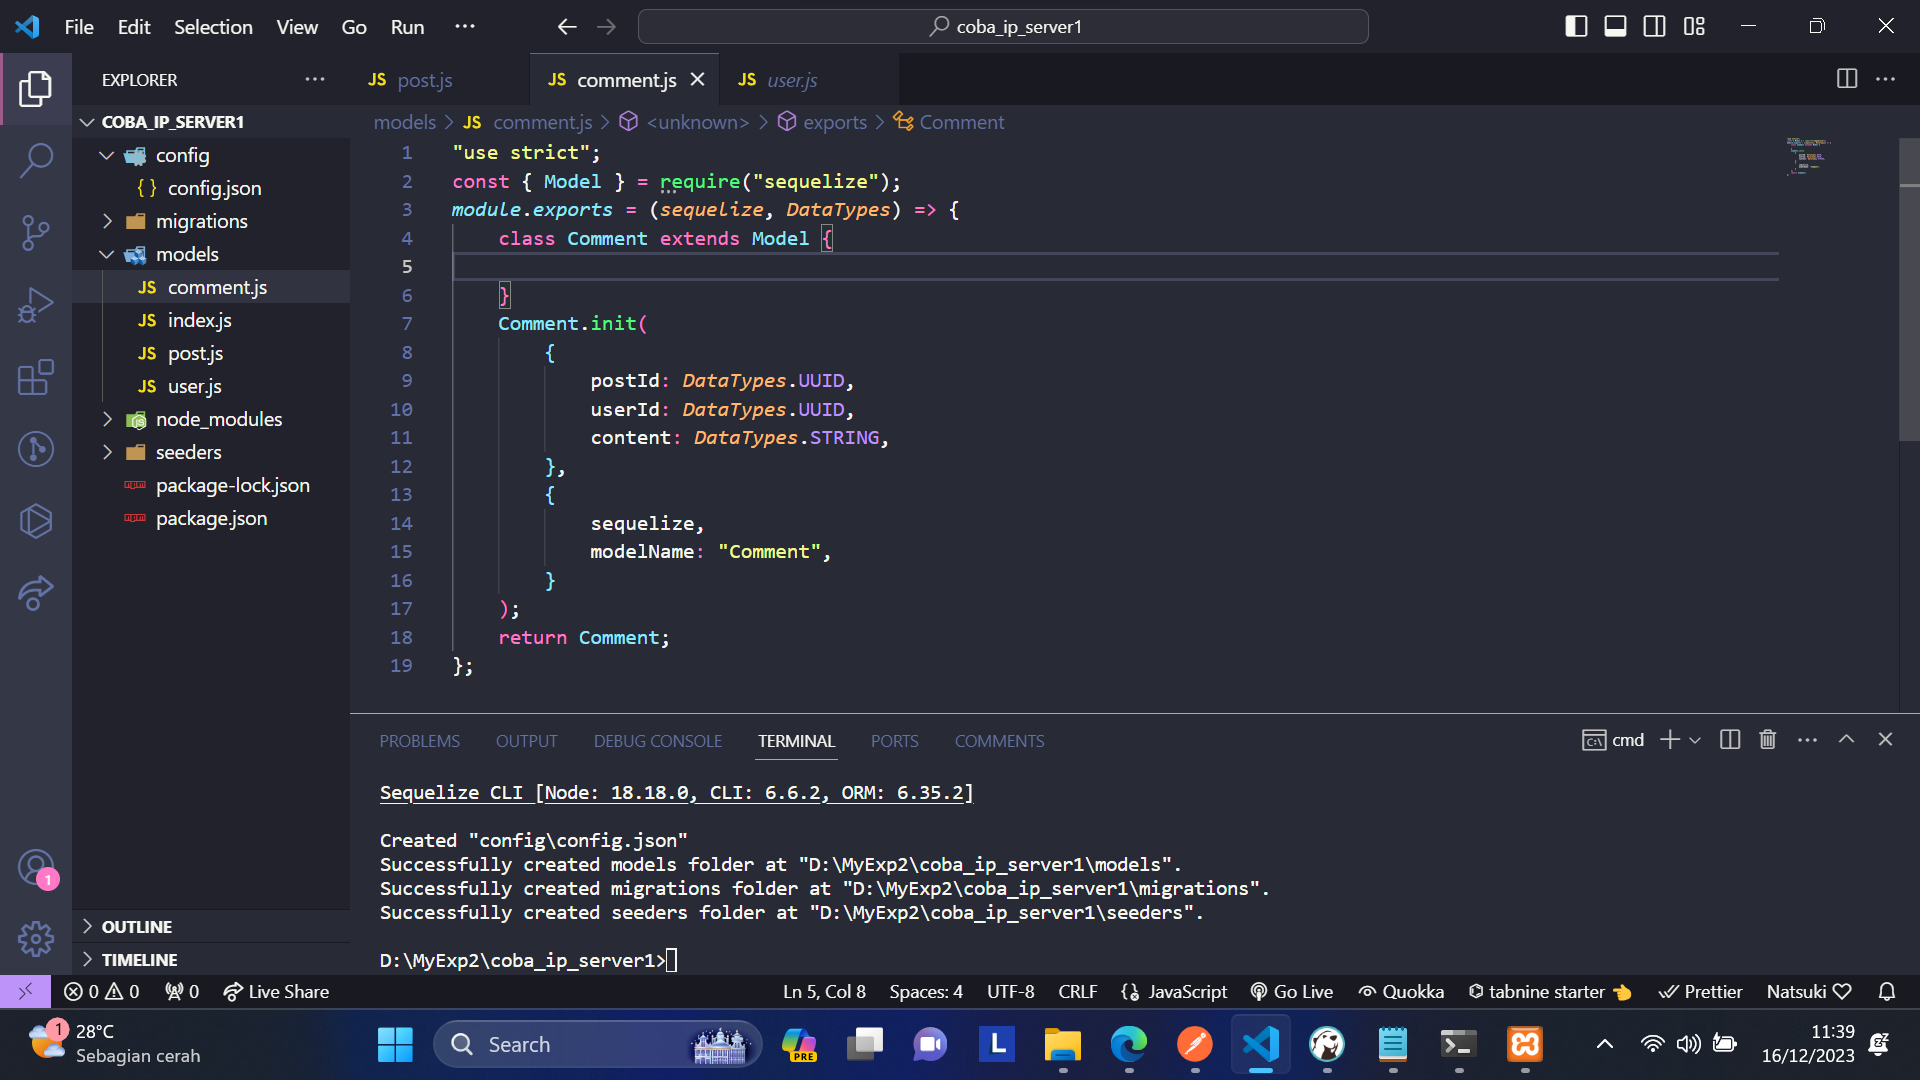 File Edit Selection View Go Run ··· coba_ip_server1
EXPLORER ···
JS post.js JS comment.js JS user.js
models > JS comment.js > <unknown> > exports > Comment
COBA_IP_SERVER1
config
{ } config.json
migrations
models
JS comment.js
JS index.js
JS post.js
JS user.js
node_modules
seeders
package-lock.json
package.json
OUTLINE
TIMELINE
1
1 "use strict";
2 const { Model } = require("sequelize");
3 module.exports = (sequelize, DataTypes) => {
4 class Comment extends Model {
5
6 }
7 Comment.init(
8 {
9 postId: DataTypes.UUID,
10 userId: DataTypes.UUID,
11 content: DataTypes.STRING,
12 },
13 {
14 sequelize,
15 modelName: "Comment",
16 }
17 );
18 return Comment;
19 };
PROBLEMS OUTPUT DEBUG CONSOLE TERMINAL PORTS COMMENTS cmd
Sequelize CLI [Node: 18.18.0, CLI: 6.6.2, ORM: 6.35.2]
Created "config\config.json"
Successfully created models folder at "D:\MyExp2\coba_ip_server1\models".
Successfully created migrations folder at "D:\MyExp2\coba_ip_server1\migrations".
Successfully created seeders folder at "D:\MyExp2\coba_ip_server1\seeders".
D:\MyExp2\coba_ip_server1>
0 0 0 Live Share Ln 5, Col 8 Spaces: 4 UTF-8 CRLF JavaScript Go Live Quokka tabnine starter Prettier Natsuki
1 28°C
Sebagian cerah
Search
PRE
L
11:39
16/12/2023